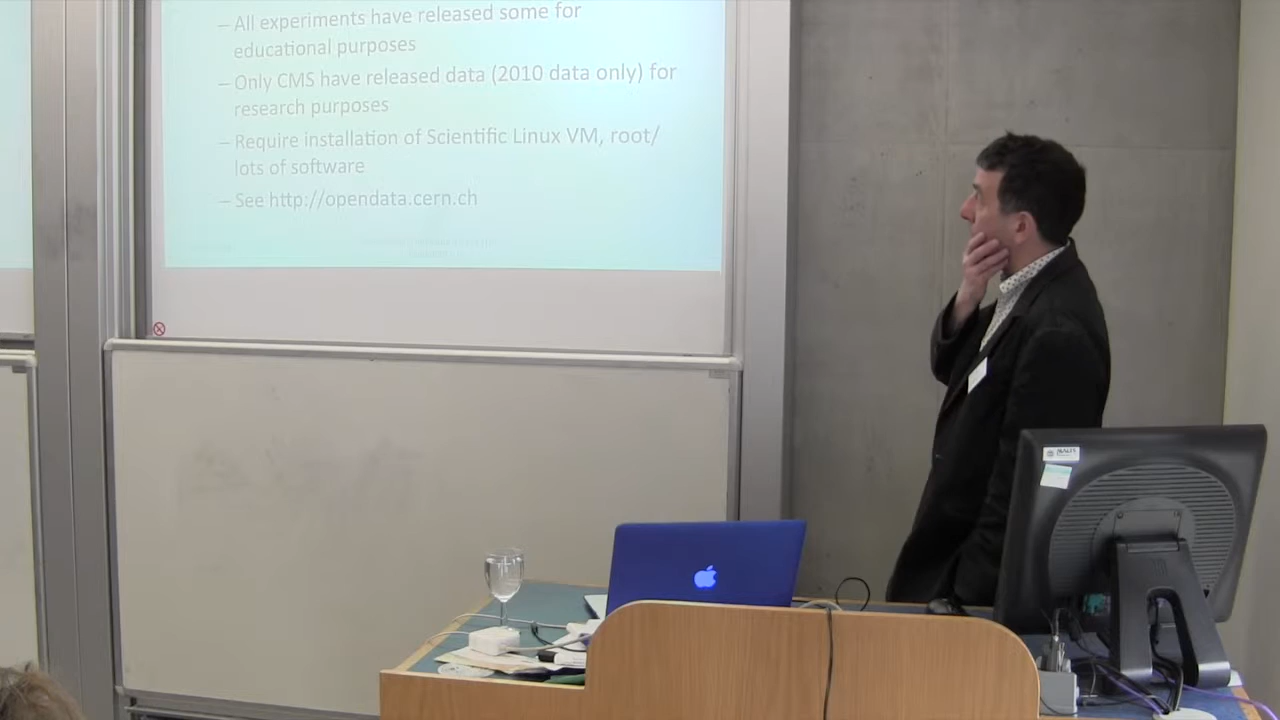 – All experiments have released some for
educational purposes
– Only CMS have released data (2010 data only) for
research purposes
– Require installation of Scientific Linux VM, root/
lots of software
– See http://opendata.cern.ch